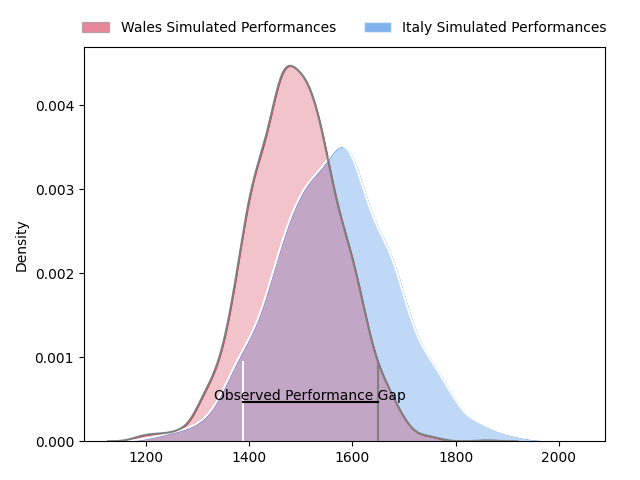 Wales Simulated Performances Italy Simulated Performances
0.004
0.003
0.002
0.001
0.000
Density
Observed Performance Gap
1200 1400 1600 1800 2000